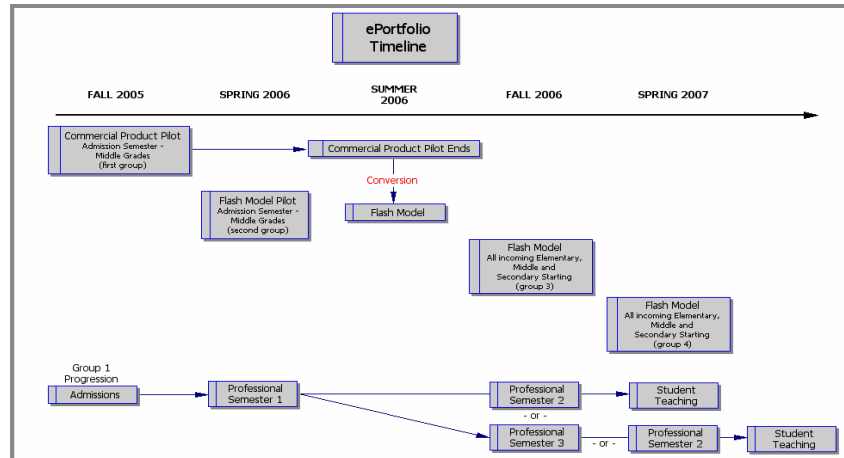 ePortfolio
Timeline
FALL 2005
SPRING 2006
SUMMER
2006
FALL 2006
SPRING 2007
Commercial Product Pilot
Admission Semester -
Middle Grades
(first group)
Commercial Product Pilot Ends
Conversion
Flash Model Pilot
Admission Semester -
Middle Grades
(second group)
Flash Model
Flash Model
All incoming Elementary,
Middle and
Secondary Starting
(group 3)
Flash Model
All incoming Elementary,
Middle and
Secondary Starting
(group 4)
Group 1
Progression
Admissions
Professional
Semester 1
Professional
Semester 2
Student
Teaching
- or -
Professional
Semester 3
- or -
Professional
Semester 2
Student
Teaching